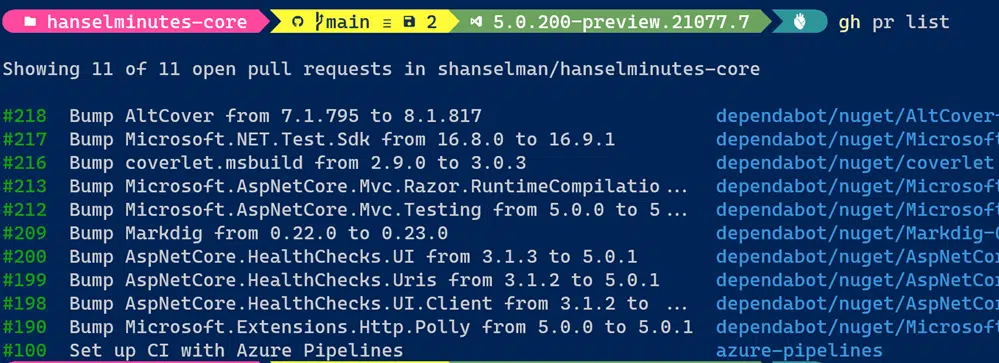 hanselminutes-core main ≡ 2 5.0.200-preview.21077.7 gh pr list
Showing 11 of 11 open pull requests in shanselman/hanselminutes-core
#218 Bump AltCover from 7.1.795 to 8.1.817 dependabot/nuget/AltCover-
#217 Bump Microsoft.NET.Test.Sdk from 16.8.0 to 16.9.1 dependabot/nuget/Microsoft
#216 Bump coverlet.msbuild from 2.9.0 to 3.0.3 dependabot/nuget/coverlet
#213 Bump Microsoft.AspNetCore.Mvc.Razor.RuntimeCompilatio... dependabot/nuget/Microsoft
#212 Bump Microsoft.AspNetCore.Mvc.Testing from 5.0.0 to 5... dependabot/nuget/Microsoft
#209 Bump Markdig from 0.22.0 to 0.23.0 dependabot/nuget/Markdig-0
#200 Bump AspNetCore.HealthChecks.UI from 3.1.3 to 5.0.1 dependabot/nuget/AspNetCo
#199 Bump AspNetCore.HealthChecks.Uris from 3.1.2 to 5.0.1 dependabot/nuget/AspNetCo
#198 Bump AspNetCore.HealthChecks.UI.Client from 3.1.2 to ... dependabot/nuget/AspNetCo
#190 Bump Microsoft.Extensions.Http.Polly from 5.0.0 to 5.0.1 dependabot/nuget/Microsoft
#100 Set up CI with Azure Pipelines azure-pipelines